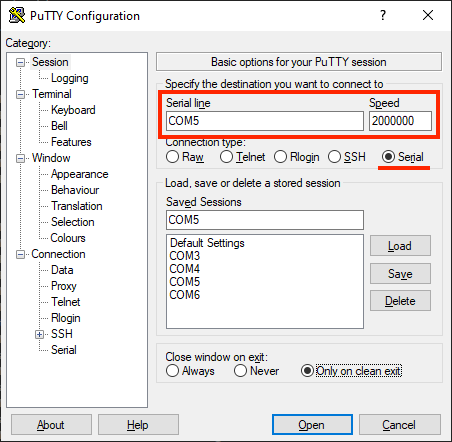 PuTTY Configuration
Category:
Session
Logging
Terminal
Keyboard
Bell
Features
Window
Appearance
Behaviour
Translation
Selection
Colours
Connection
Data
Proxy
Telnet
Rlogin
SSH
Serial
Basic options for your PuTTY session
Specify the destination you want to connect to
Serial line Speed
COM5 2000000
Connection type:
Raw Telnet Rlogin SSH Serial
Load, save or delete a stored session
Saved Sessions
COM5
Default Settings
COM3
COM4
COM5
COM6
Load
Save
Delete
Close window on exit:
Always Never Only on clean exit
About Help Open Cancel